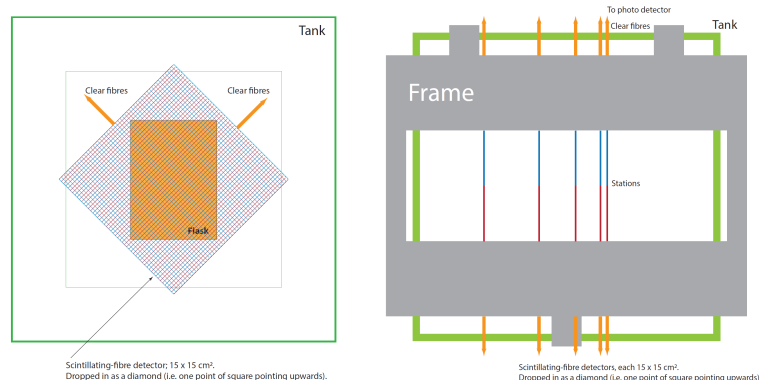 Tank
Clear fibres
Clear fibres
Flask
Scintillating-fibre detector; 15 x 15 cm².
Dropped in as a diamond (i.e. one point of square pointing upwards).
To photo detector
Clear fibres
Tank
Frame
Stations
Scintillating-fibre detectors, each 15 x 15 cm².
Dropped in as a diamond (i.e. one point of square pointing upwards)